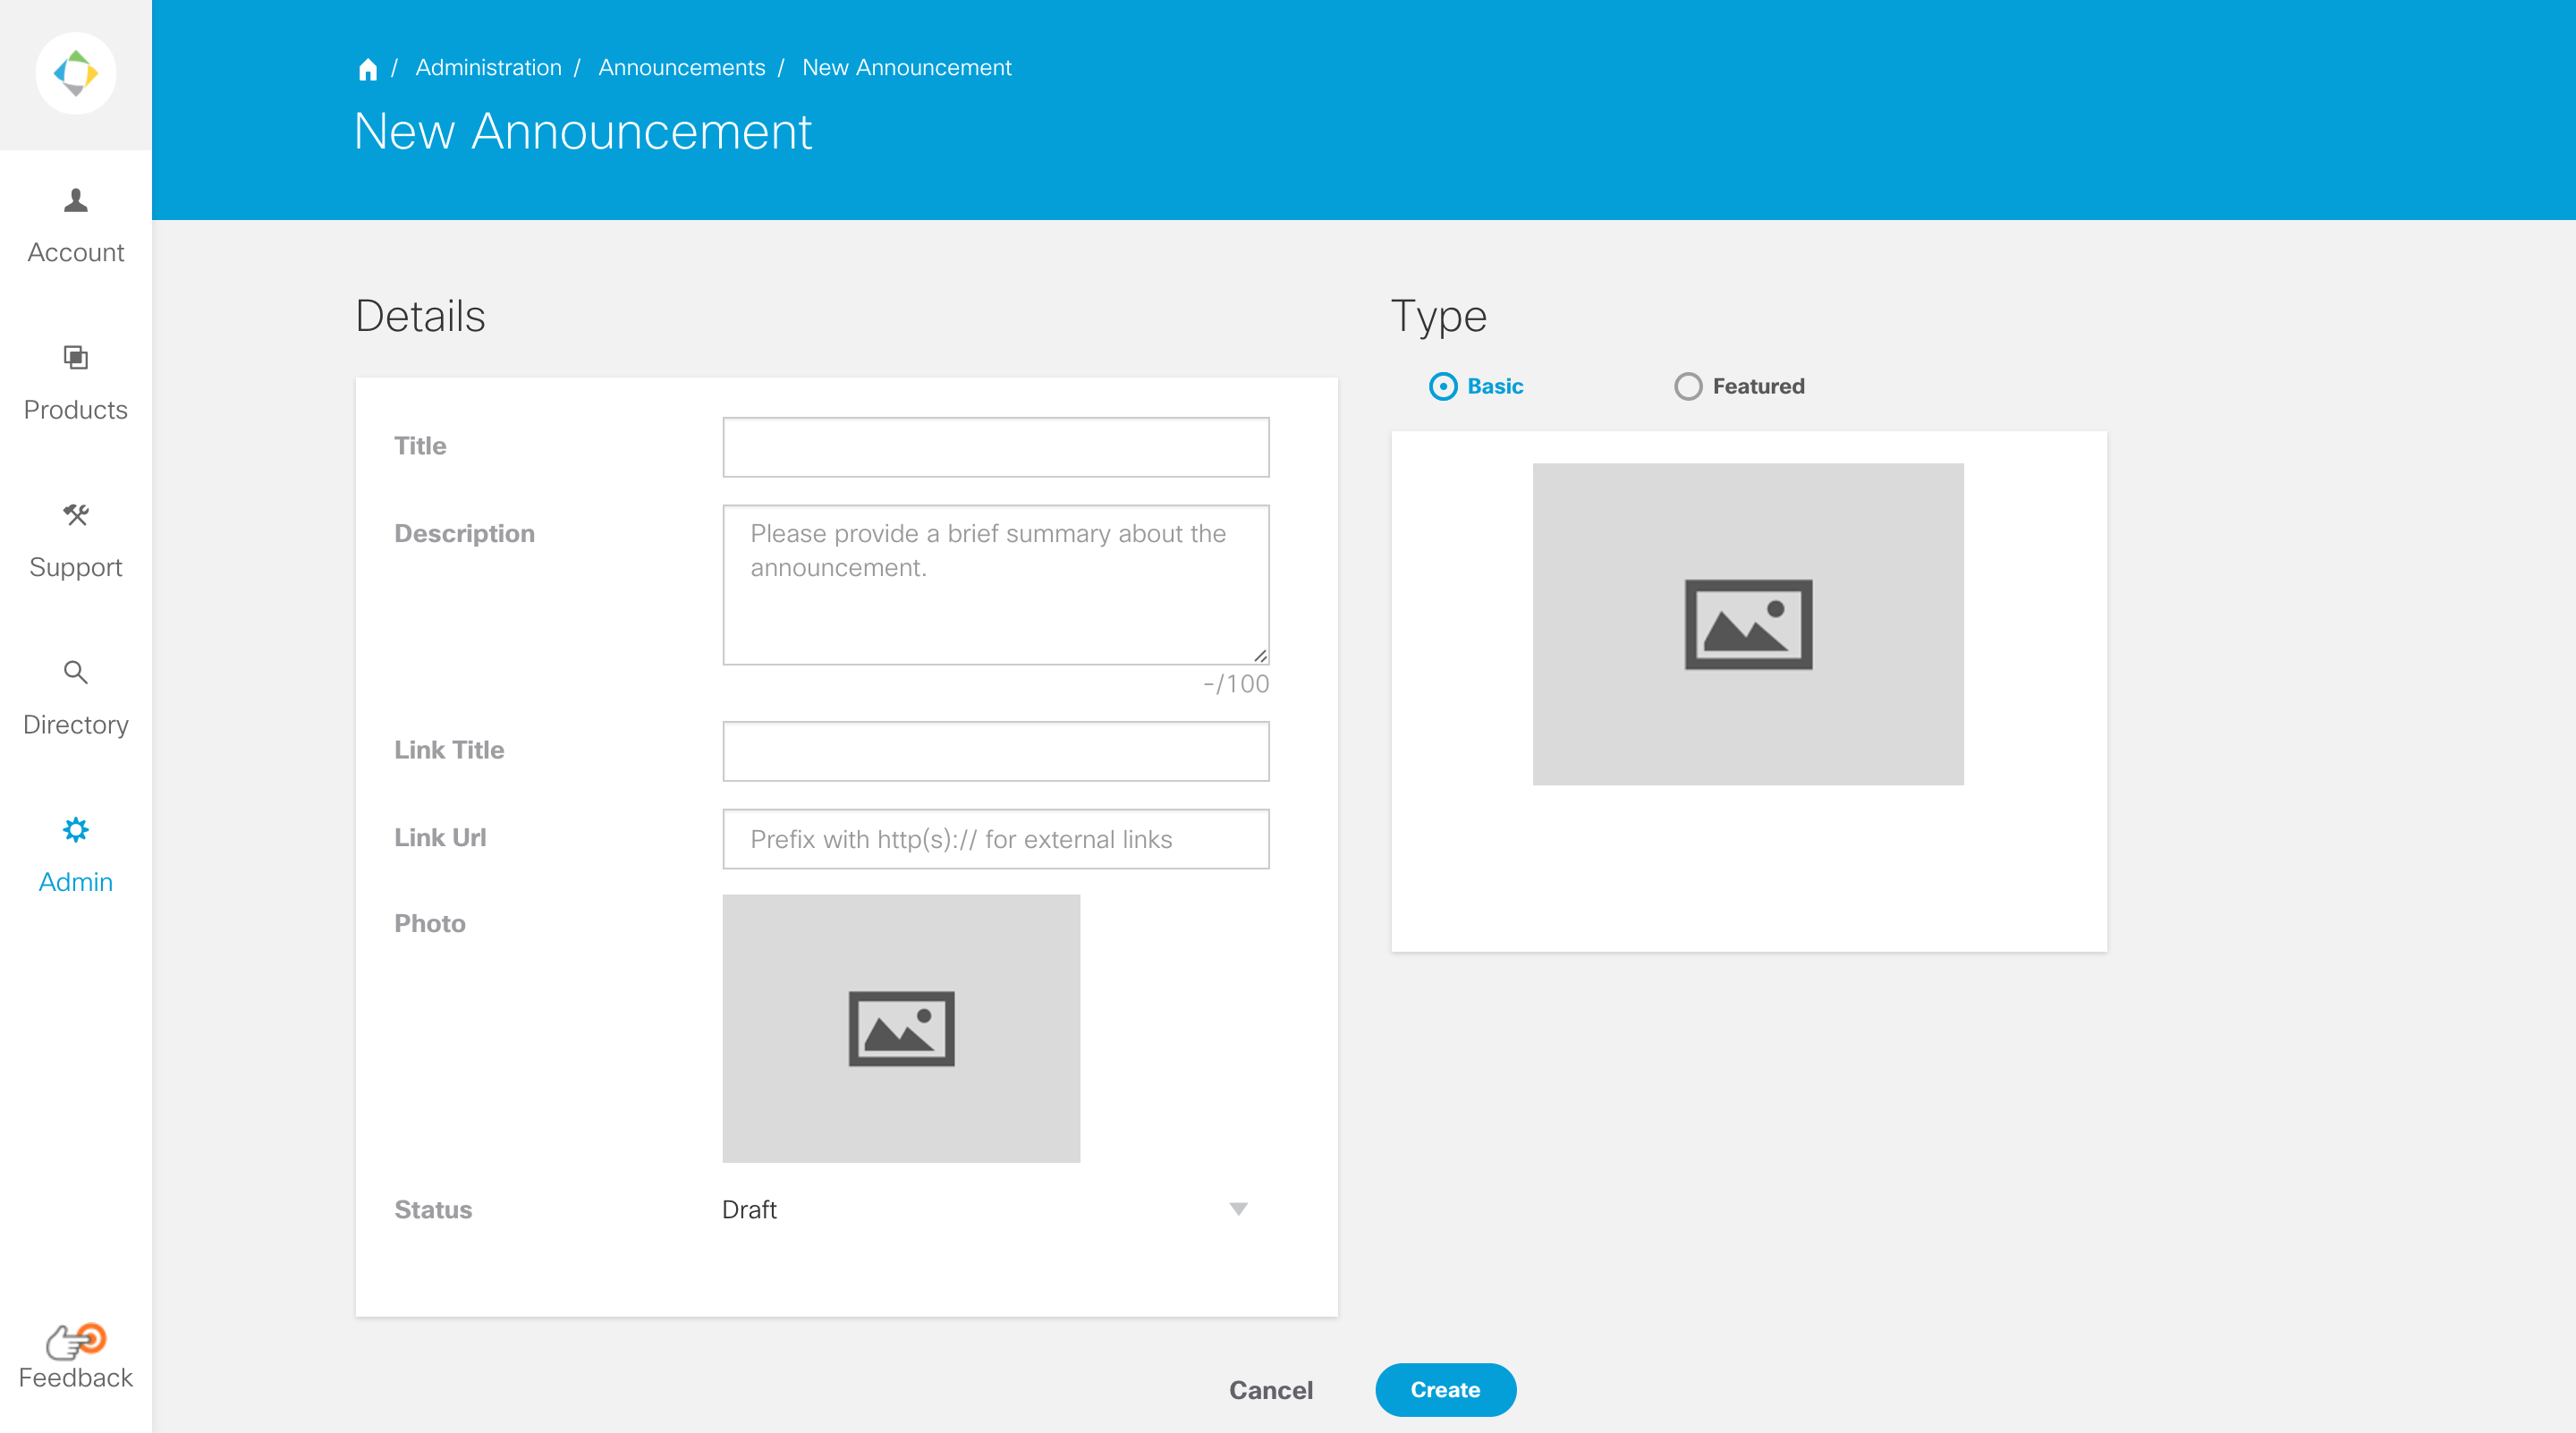 / Administration / Announcements / New Announcement
New Announcement
Account
Products
Support
Directory
Admin
Feedback
Details
Title
Description
Please provide a brief summary about the
announcement.
-/100
Link Title
Link Url
Prefix with http(s):// for external links
Photo
Status
Draft
Type
Basic
Featured
Cancel
Create